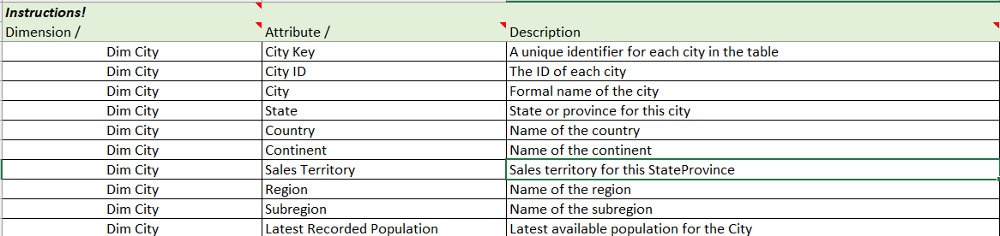 Instructions!
Dimension / Attribute / Description
Dim City City Key A unique identifier for each city in the table
Dim City City ID The ID of each city
Dim City City Formal name of the city
Dim City State State or province for this city
Dim City Country Name of the country
Dim City Continent Name of the continent
Dim City Sales Territory Sales territory for this StateProvince
Dim City Region Name of the region
Dim City Subregion Name of the subregion
Dim City Latest Recorded Population Latest available population for the City